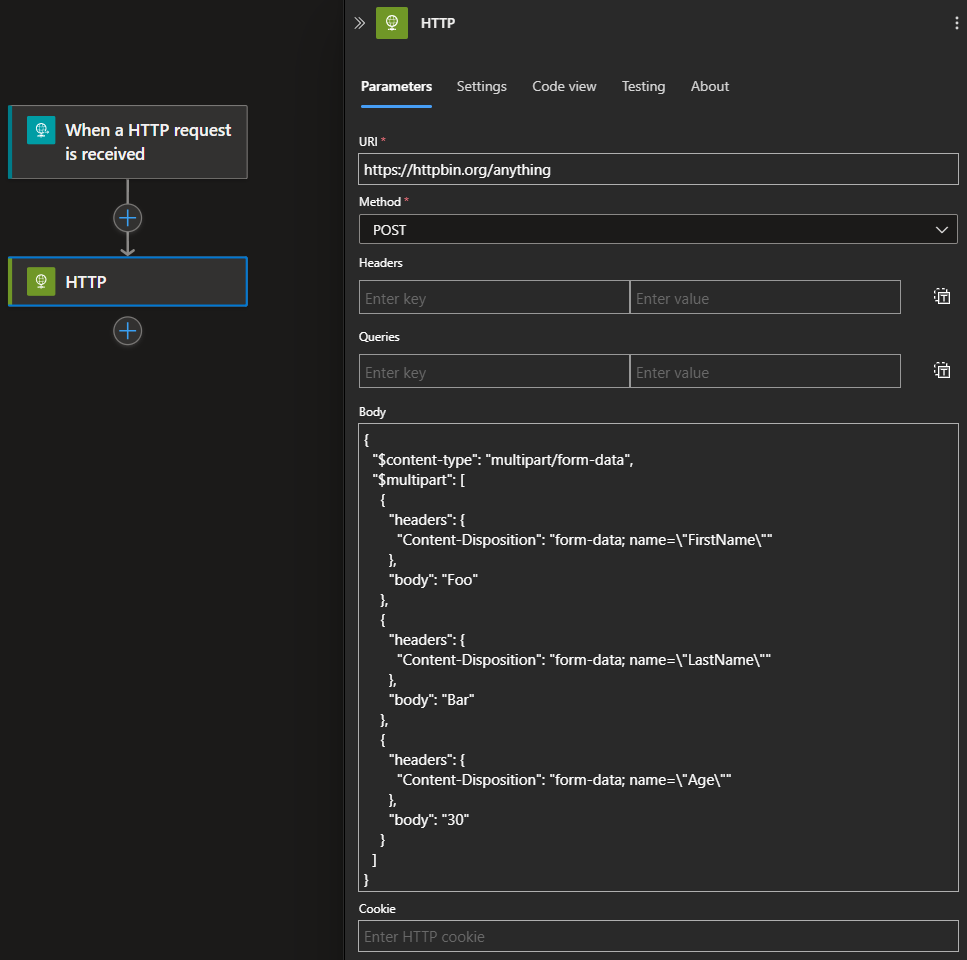 When a HTTP request
is received
HTTP
HTTP
Parameters Settings Code view Testing About
URI *
https://httpbin.org/anything
Method *
POST
Headers
Enter key Enter value
Queries
Enter key Enter value
Body
{
"$content-type": "multipart/form-data",
"$multipart": [
{
"headers": {
"Content-Disposition": "form-data; name=\"FirstName\""
},
"body": "Foo"
},
{
"headers": {
"Content-Disposition": "form-data; name=\"LastName\""
},
"body": "Bar"
},
{
"headers": {
"Content-Disposition": "form-data; name=\"Age\""
},
"body": "30"
}
]
}
Cookie
Enter HTTP cookie